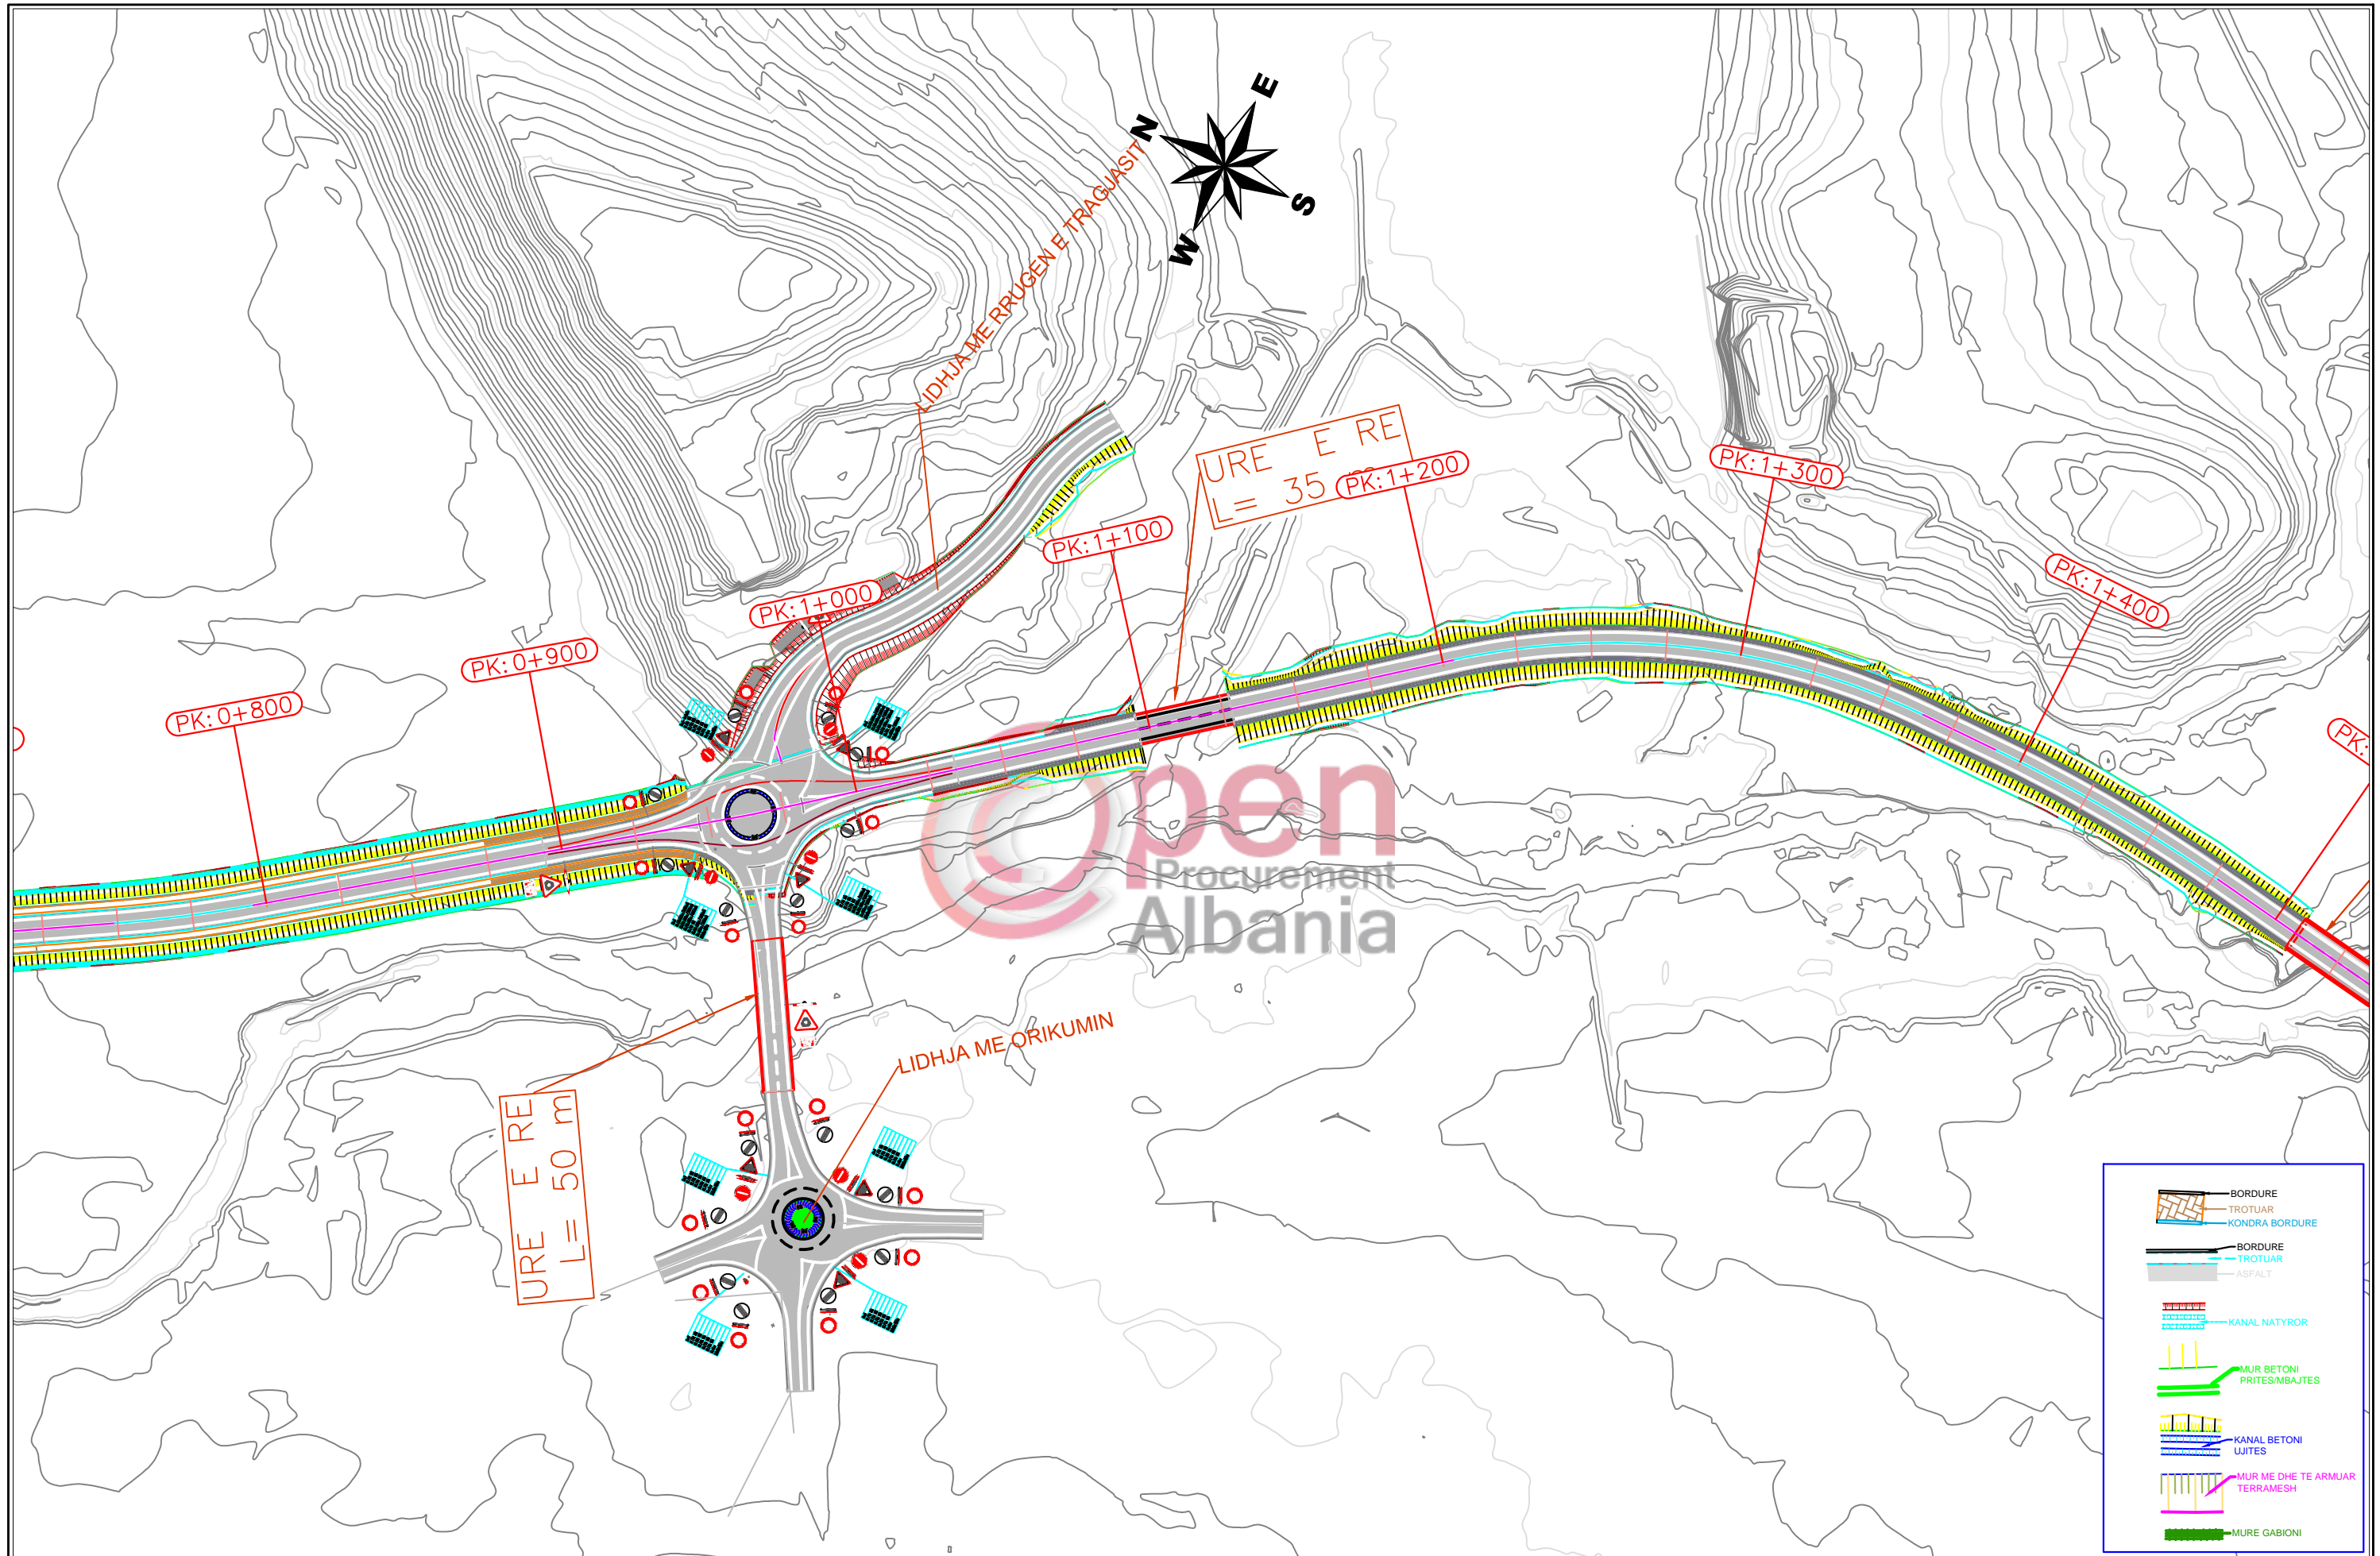 E
N
S
W
LIDHJA ME RRUGEN E TRAGJASIT
URE E RE
L= 35
PK:1+200
PK:1+300
PK:1+100
PK:1+400
PK:1+000
PK:0+900
PK:0+800
PK:
Open
Procurement
Albania
LIDHJA ME ORIKUMIN
URE E RE
L= 50 m
BORDURE
TROTUAR
KONDRA BORDURE
BORDURE
TROTUAR
ASFALT
KANAL NATYROR
MUR BETONI
PRITES/MBAJTES
KANAL BETONI
UJITES
MUR ME DHE TE ARMUAR
TERRAMESH
MURE GABIONI